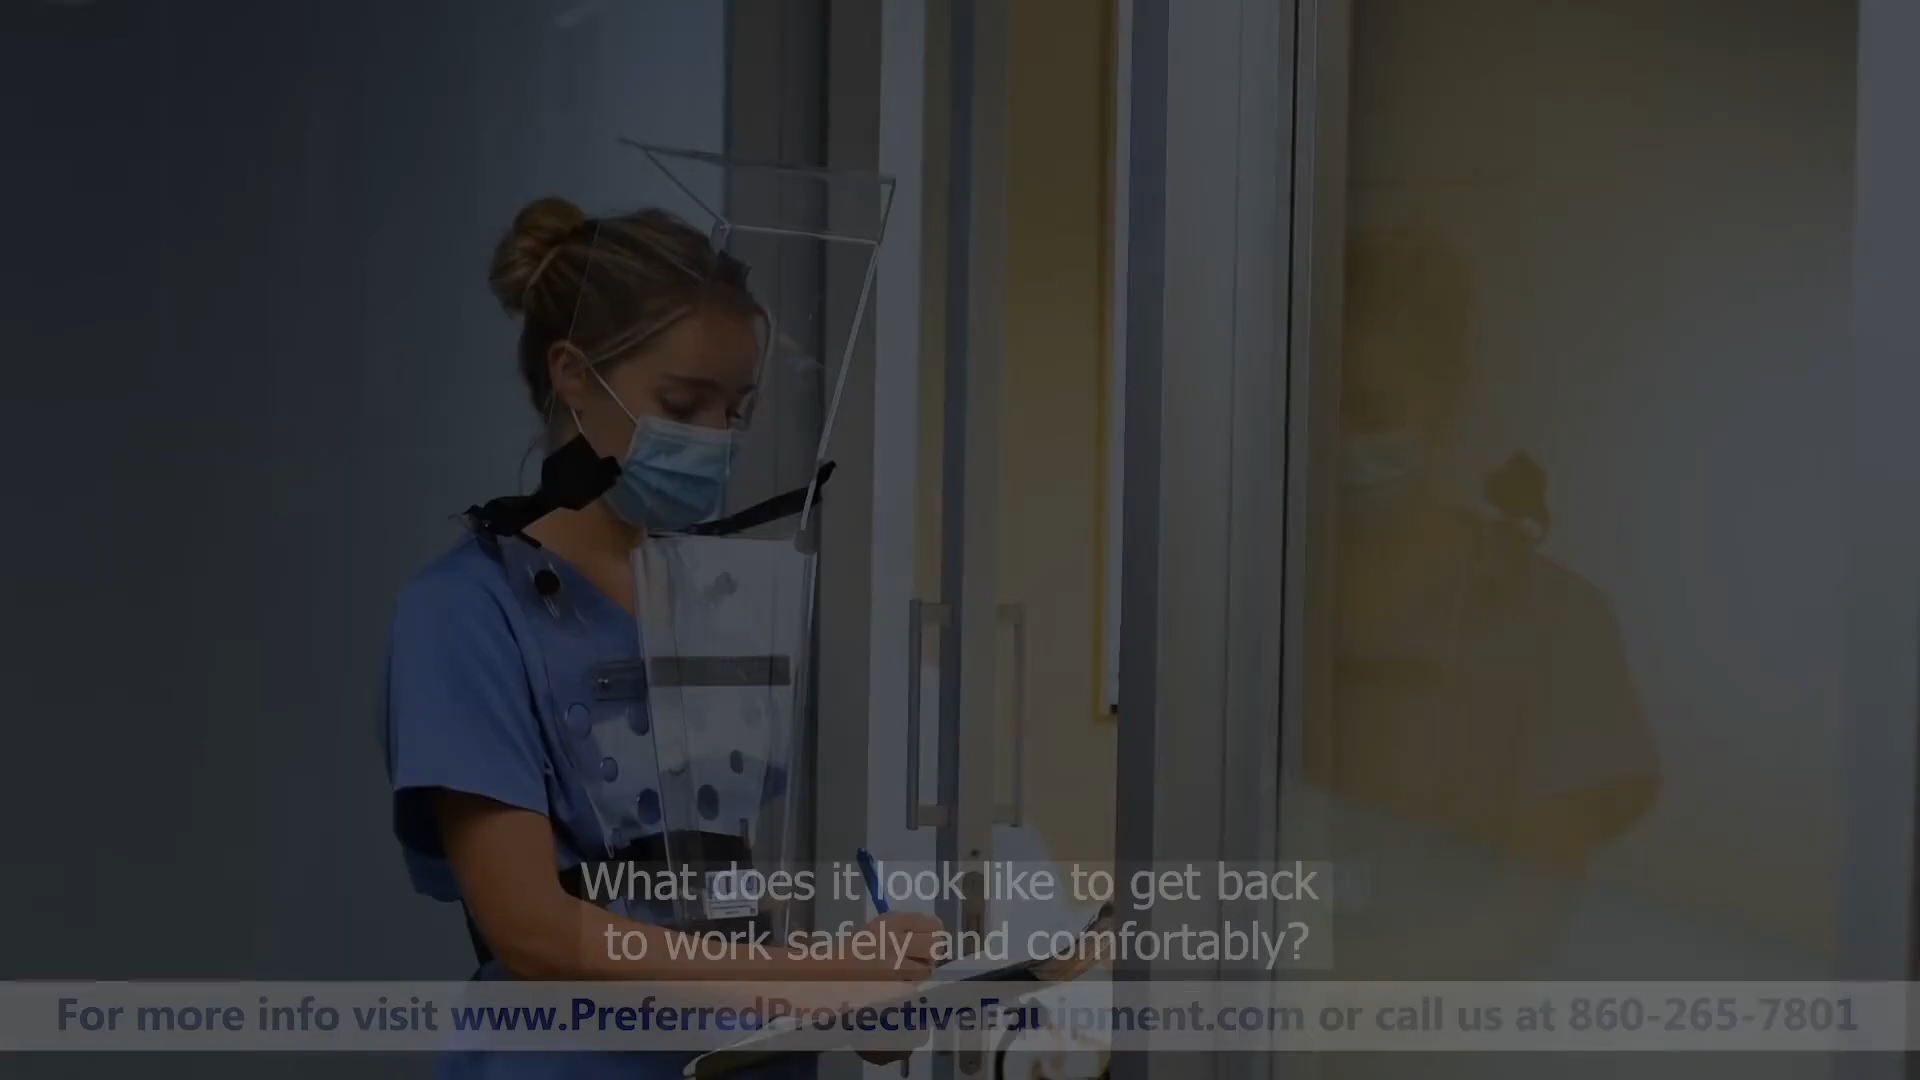 What does it look like to get back
to work safely and comfortably?
For more info visit www.PreferredProtectiveEquipment.com or call us at 860-265-7801